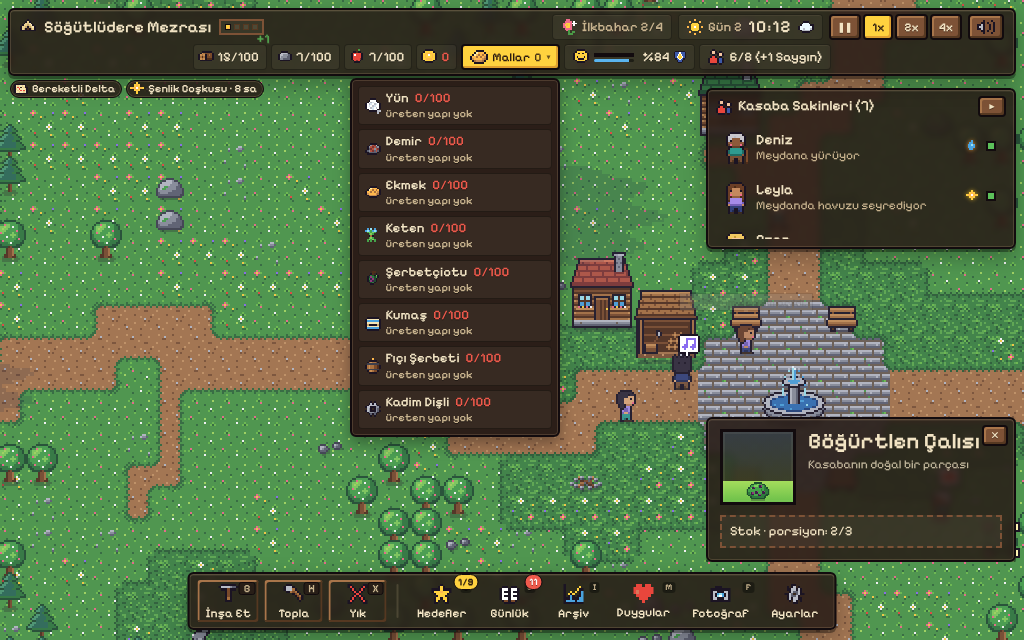 Söğütlüdere Mezrası
+1
İlkbahar 2/4
Gün 2 10:12
1x
2x
4x
18/100
1/100
1/100
0
Mallar 0
%84
6/8 (+1 Saygın)
Gereketli Delta
Şenlik Coşkusu · 8 sa
Yün 0/100
üreten yapı yok
Demir 0/100
üreten yapı yok
Ekmek 0/100
üreten yapı yok
Keten 0/100
üreten yapı yok
Şerbetçiotu 0/100
üreten yapı yok
Kumaş 0/100
üreten yapı yok
Fıçı Şerbeti 0/100
üreten yapı yok
Kadim Dişli 0/100
üreten yapı yok
Kasaba Sakinleri (7)
Deniz
Meydana yürüyor
Leyla
Meydanda havuzu seyrediyor
Böğürtlen Çalısı
Kasabanın doğal bir parçası
Stok · porsiyon: 2/3
İnşa Et
Topla H
Yık X
Hedefler 1/9
Günlük 11
Arşiv I
Duygular M
Fotoğraf F
Ayarlar